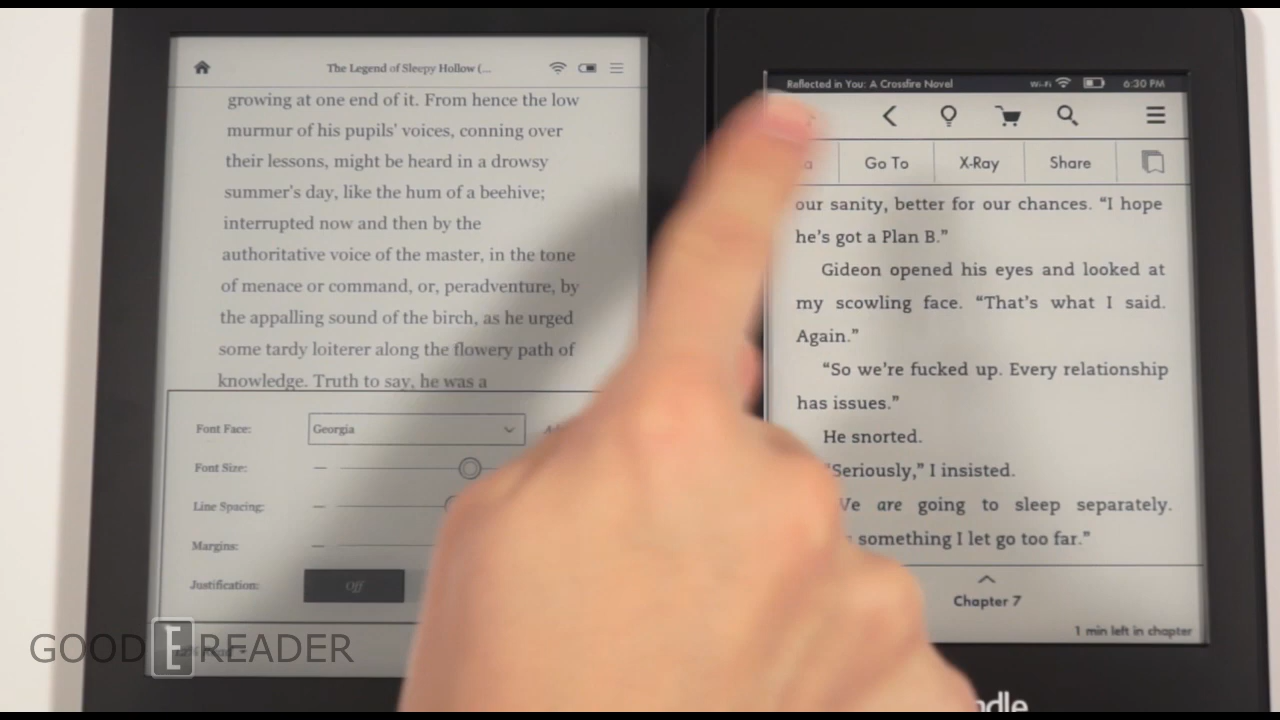 The Legend of Sleepy Hollow (...
growing at one end of it. From hence the low
murmur of his pupils' voices, conning over
their lessons, might be heard in a drowsy
summer's day, like the hum of a beehive;
interrupted now and then by the
authoritative voice of the master, in the tone
of menace or command, or, peradventure, by
the appalling sound of the birch, as he urged
some tardy loiterer along the flowery path of
knowledge. Truth to say, he was a
Font Face:
Georgia
Font Size:
Line Spacing:
Margins:
Justification:
Off
GOOD E READER
Reflected in You: A Crossfire Novel
Wi-Fi
6:30 PM
Go To
X-Ray
Share
our sanity, better for our chances. “I hope
he's got a Plan B.”
Gideon opened his eyes and looked at
my scowling face. “That's what I said.
Again.”
“So we're fucked up. Every relationship
has issues.”
He snorted.
“Seriously,” I insisted.
are going to sleep separately.
something I let go too far.”
Chapter 7
1 min left in chapter